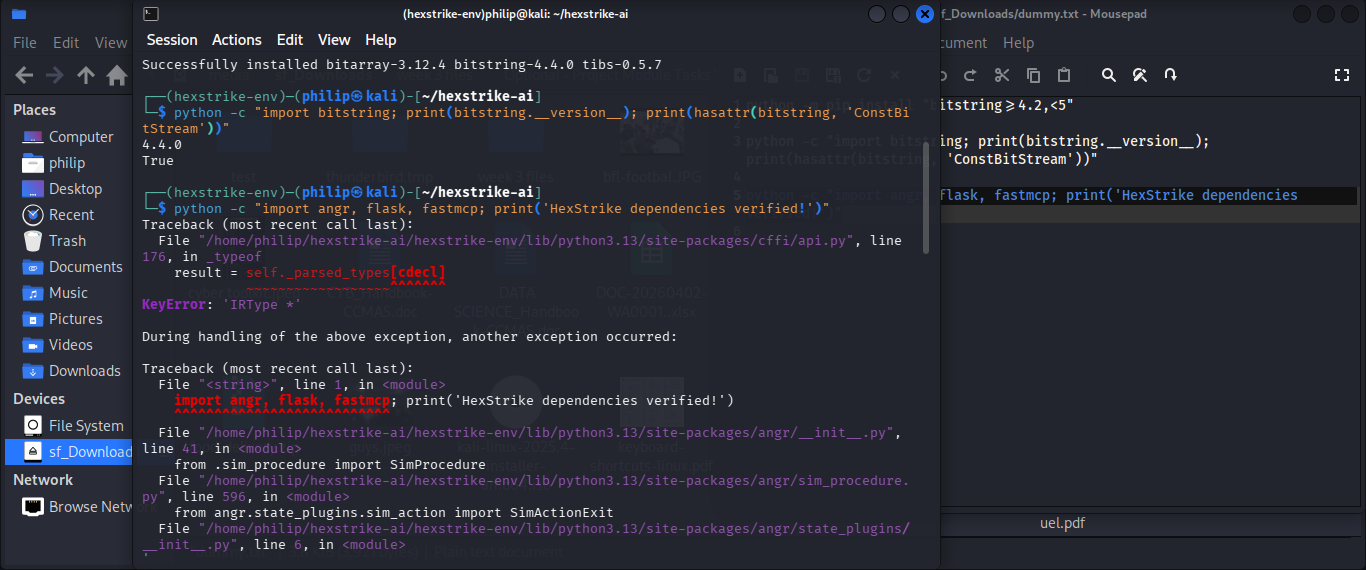 (hexstrike-env)philip@kali: ~/hexstrike-ai
sf_Downloads/dummy.txt - Mousepad
File Edit View
Session Actions Edit View Help
cument Help
Places
Computer
philip
Desktop
Recent
Trash
Documents
Music
Pictures
Videos
Downloads
Devices
File System
sf_Download
Network
Browse Netw
Successfully installed bitarray-3.12.4 bitstring-4.4.0 tibs-0.5.7
┌──(hexstrike-env)─(philip㉿kali)-[~/hexstrike-ai]
└─$ python -c "import bitstring; print(bitstring.__version__); print(hasattr(bitstring, 'ConstBi
tStream'))"
4.4.0
True
┌──(hexstrike-env)─(philip㉿kali)-[~/hexstrike-ai]
└─$ python -c "import angr, flask, fastmcp; print('HexStrike dependencies verified!')"
Traceback (most recent call last):
File "/home/philip/hexstrike-ai/hexstrike-env/lib/python3.13/site-packages/cffi/api.py", line
176, in _typeof
result = self._parsed_types[cdecl]
~~~~~~~~~~~~~~~~~~^^^^^^^
KeyError: 'IRType *'
During handling of the above exception, another exception occurred:
Traceback (most recent call last):
File "<string>", line 1, in <module>
import angr, flask, fastmcp; print('HexStrike dependencies verified!')
^^^^^^^^^^^^^^^^^^^^^^^^^^^
File "/home/philip/hexstrike-ai/hexstrike-env/lib/python3.13/site-packages/angr/__init__.py",
line 41, in <module>
from .sim_procedure import SimProcedure
File "/home/philip/hexstrike-ai/hexstrike-env/lib/python3.13/site-packages/angr/sim_procedure.
py", line 596, in <module>
from angr.state_plugins.sim_action import SimActionExit
File "/home/philip/hexstrike-ai/hexstrike-env/lib/python3.13/site-packages/angr/state_plugins/
__init__.py", line 6, in <module>
bitstring≥4.2,<5"
ng; print(bitstring.__version__);
'ConstBitStream'))"
flask, fastmcp; print('HexStrike dependencies
uel.pdf